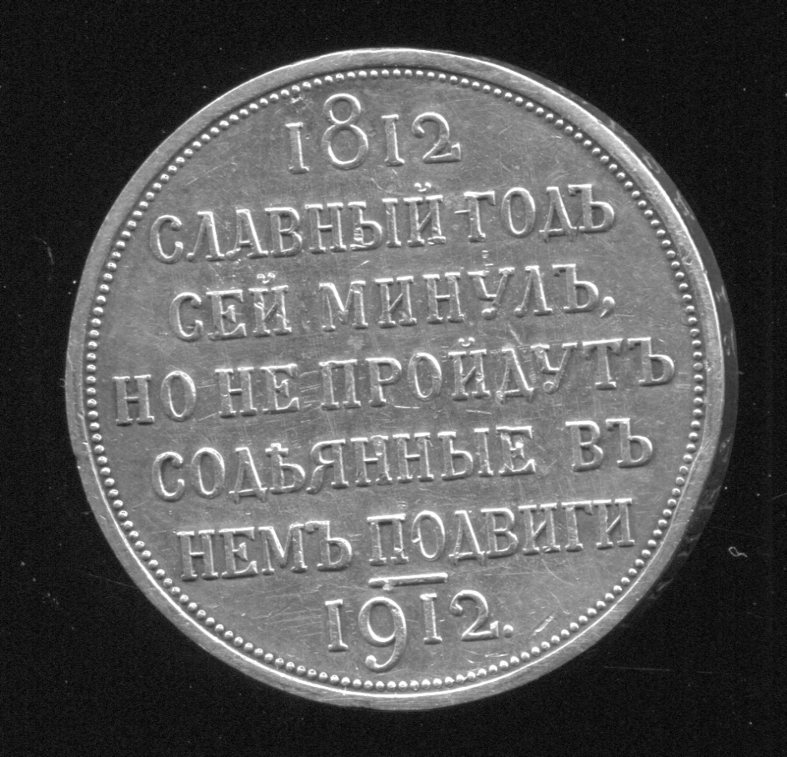 1812
СЛАВНЫЙ ГОДЪ
СЕЙ МИНУЛЪ,
НО НЕ ПРОЙДУТЪ
СОДѢЯННЫЕ ВЪ
НЕМЪ ПОДВИГИ
1912.